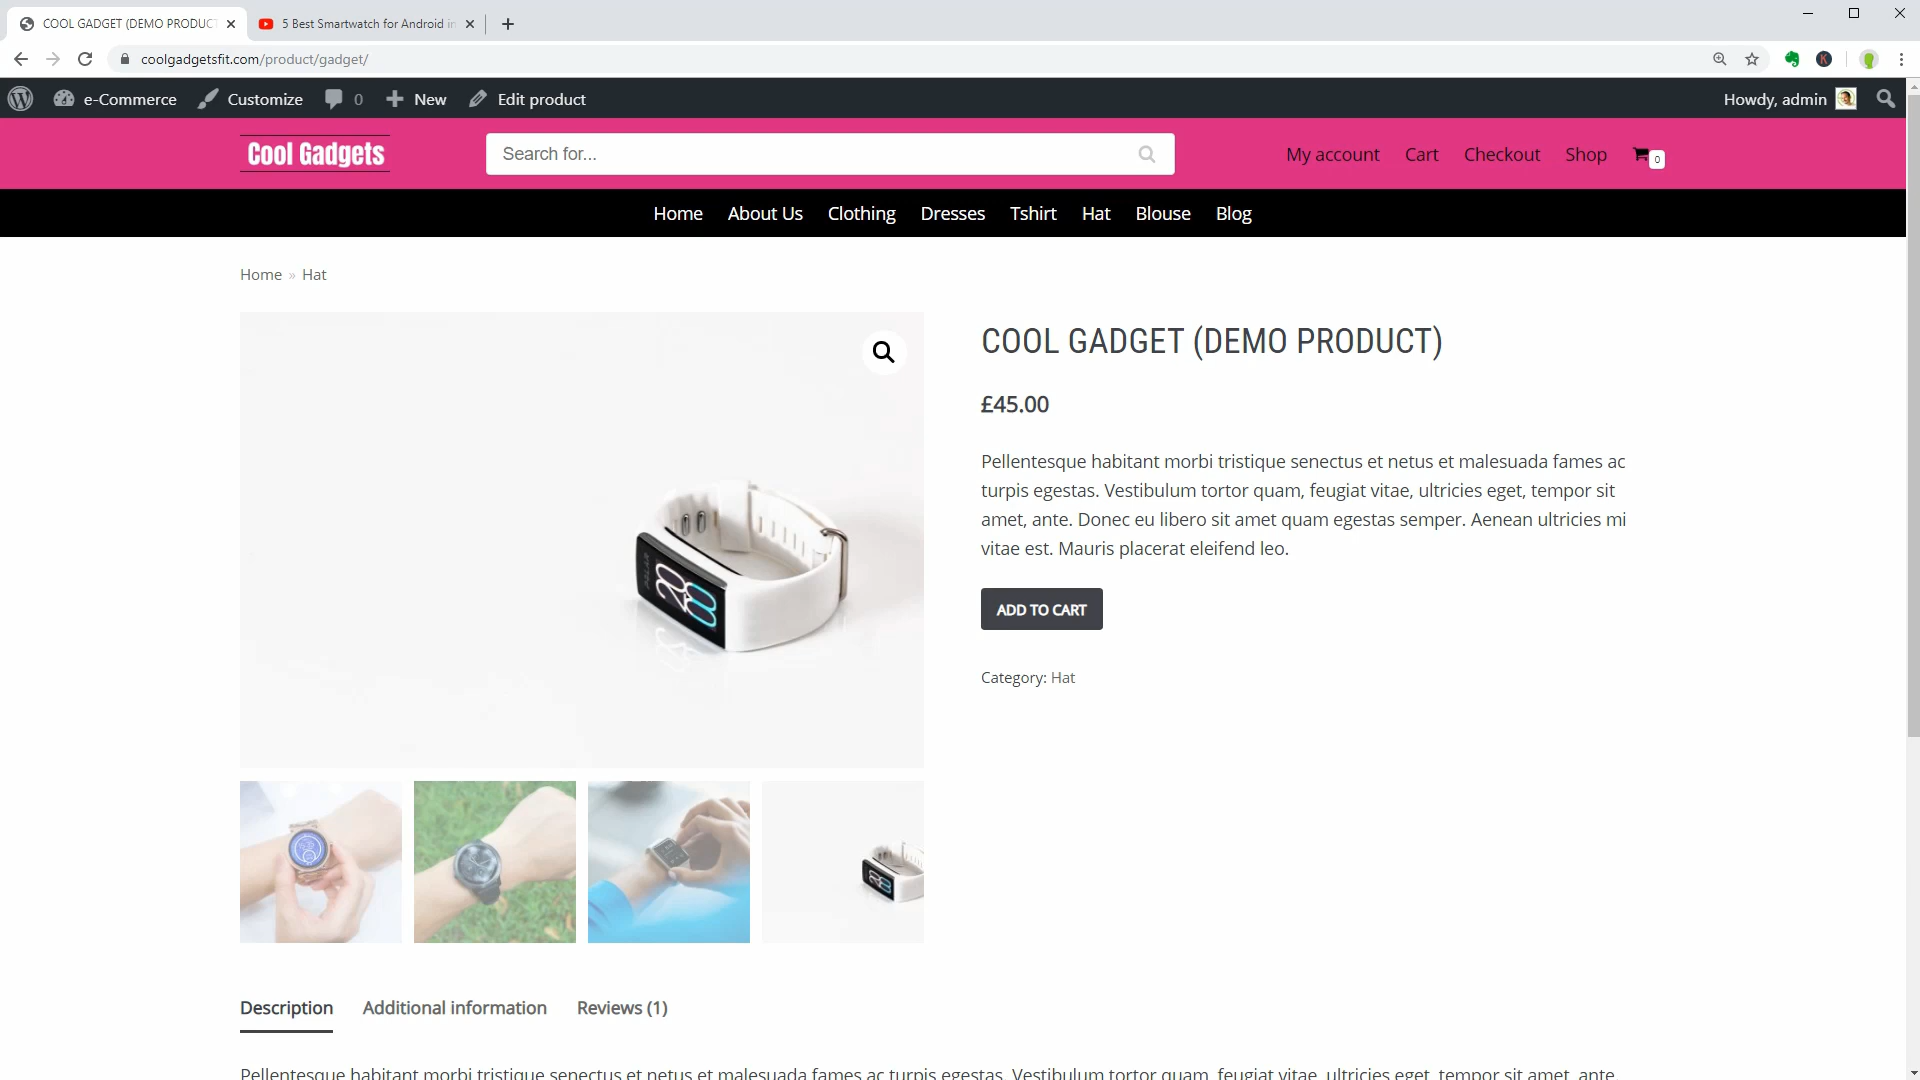 COOL GADGET (DEMO PRODUCT
5 Best Smartwatch for Android in
coolgadgetsfit.com/product/gadget/
e-Commerce
Customize
0
New
Edit product
Howdy, admin
Cool Gadgets
Search for...
My account
Cart
Checkout
Shop
0
Home
About Us
Clothing
Dresses
Tshirt
Hat
Blouse
Blog
Home » Hat
COOL GADGET (DEMO PRODUCT)
£45.00
Pellentesque habitant morbi tristique senectus et netus et malesuada fames ac
turpis egestas. Vestibulum tortor quam, feugiat vitae, ultricies eget, tempor sit
amet, ante. Donec eu libero sit amet quam egestas semper. Aenean ultricies mi
vitae est. Mauris placerat eleifend leo.
ADD TO CART
Category: Hat
POLAR
Description
Additional information
Reviews (1)
Pellentesque habitant morbi tristique senectus et netus et malesuada fames ac turpis egestas. Vestibulum tortor quam, feugiat vitae, ultricies eget, tempor sit amet, ante.